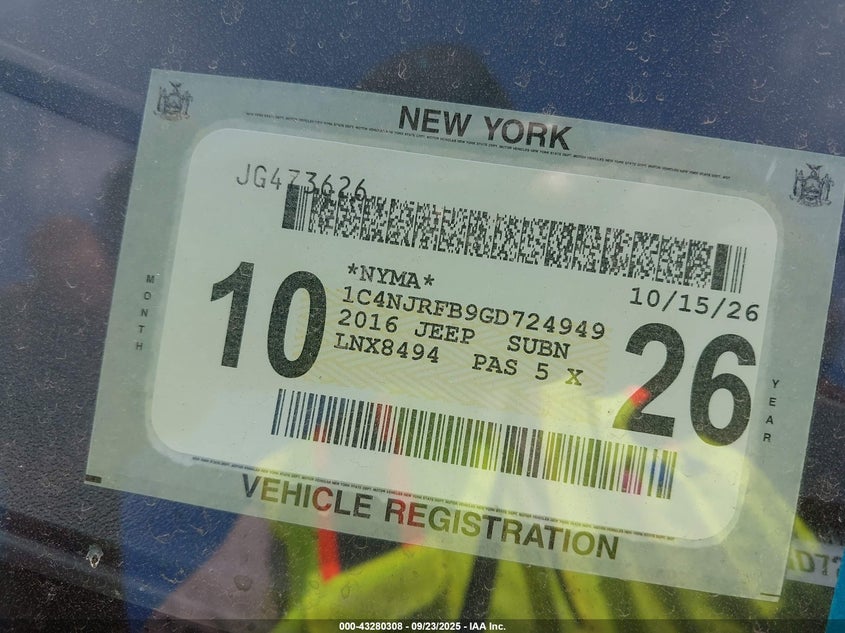 NEW YORK
JG473626
*NYMA*
10/15/26
1C4NJRFB9GD724949
2016 JEEP SUBN
LNX8494 PAS 5 X
MONTH
10
26
YEAR
VEHICLE REGISTRATION
000-43280308 - 09/23/2025 - IAA Inc.